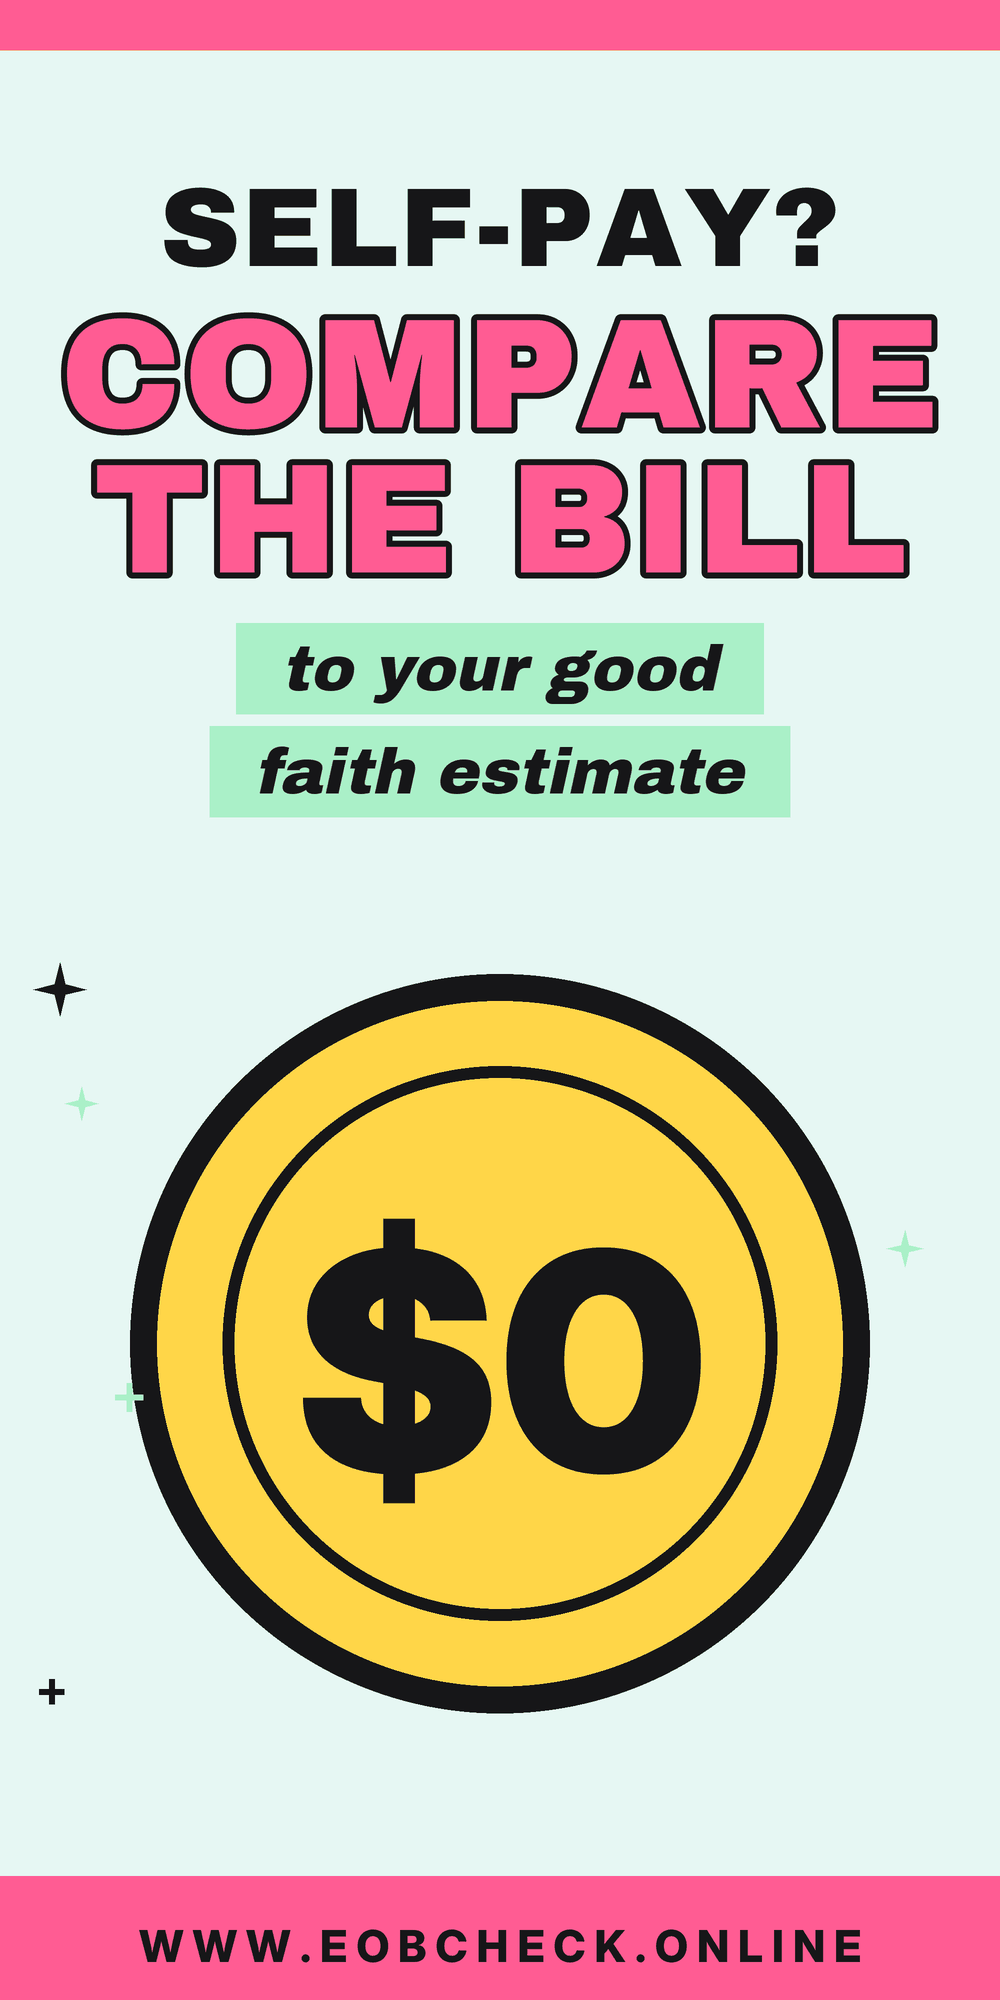 SELF-PAY?
COMPARE
THE BILL
to your good
faith estimate
$0
WWW.EOBCHECK.ONLINE